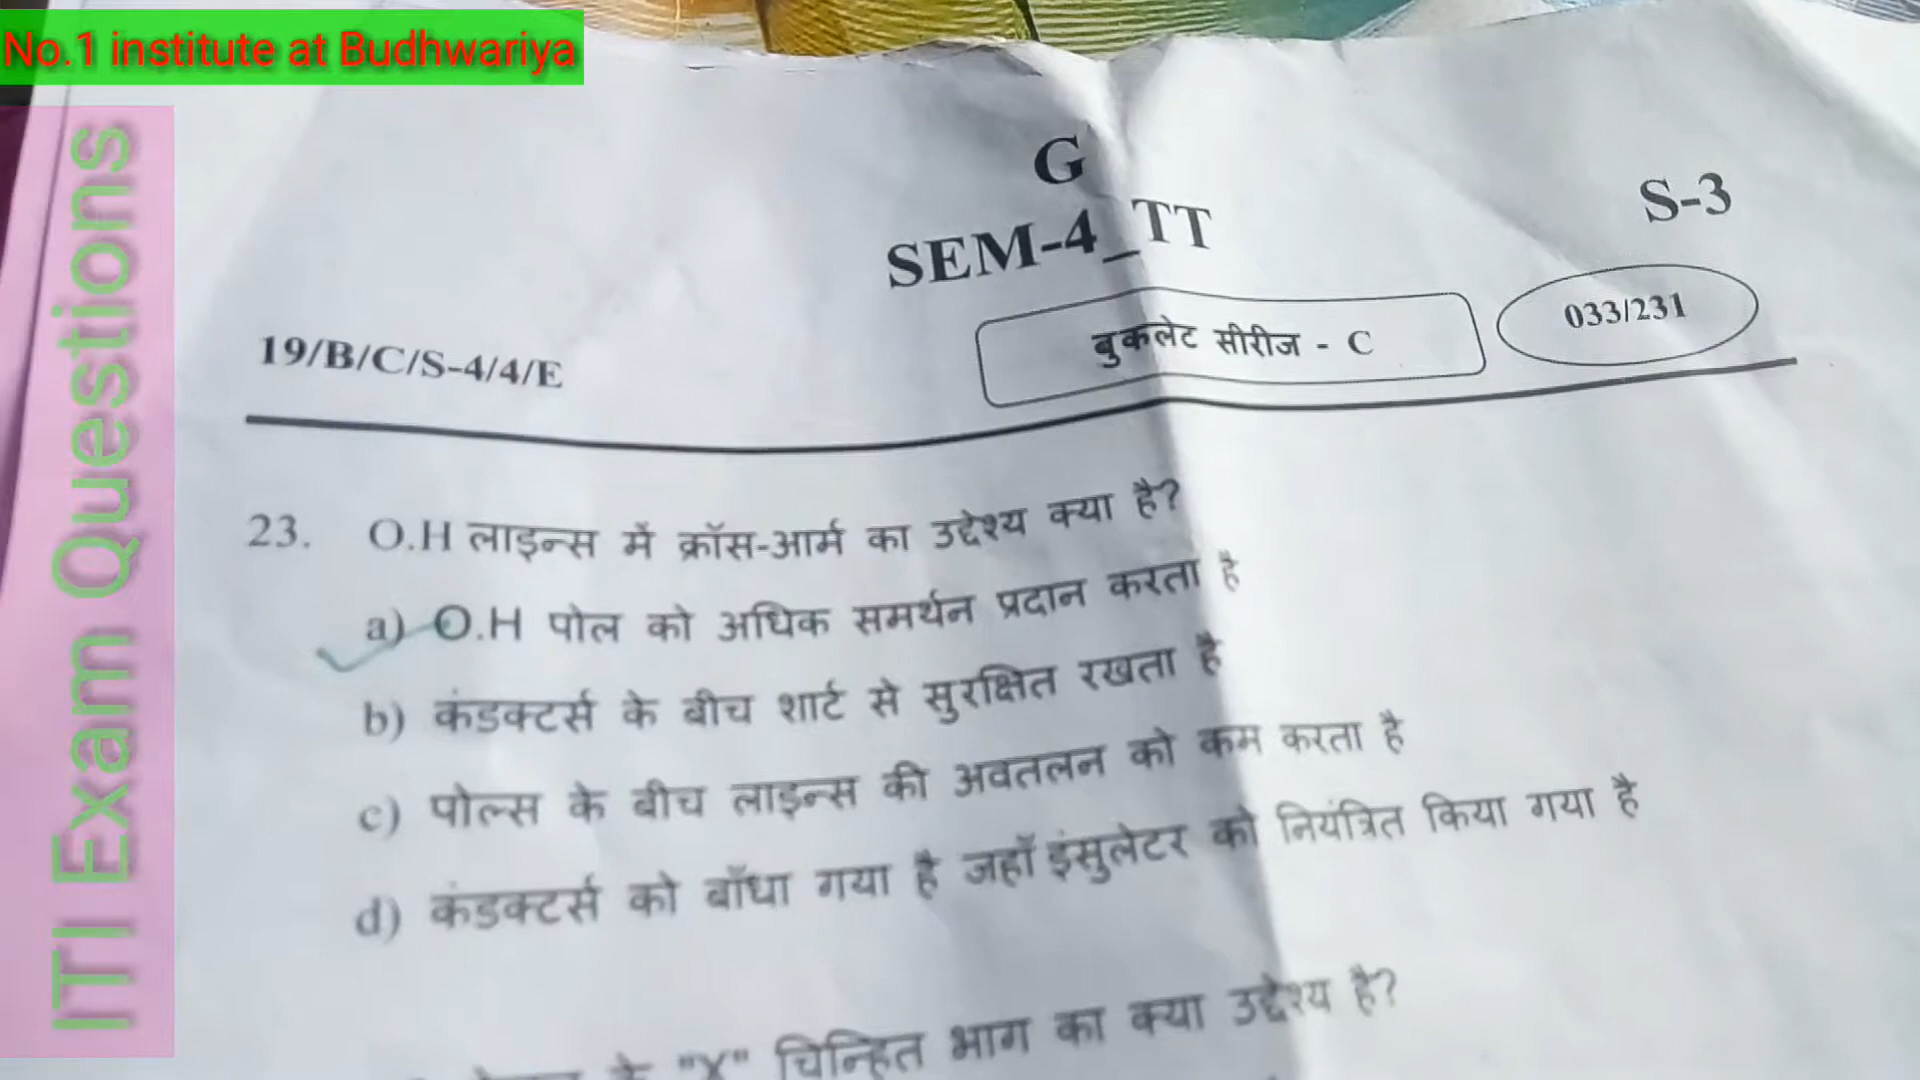 No.1 institute at Budhwariya
ITI Exam Questions
G
SEM-4_TT
S-3
19/B/C/S-4/4/E
बुकलेट सीरीज - C
033/231
23. O.H लाइन्स में क्रॉस-आर्म का उद्देश्य क्या है?
a) O.H पोल को अधिक समर्थन प्रदान करता है
b) कंडक्टर्स के बीच शार्ट से सुरक्षित रखता है
c) पोल्स के बीच लाइन्स की अवतलन को कम करता है
d) कंडक्टर्स को बाँधा गया है जहाँ इंसुलेटर को नियंत्रित किया गया है
के "X" चिन्हित भाग का क्या उद्देश्य है?